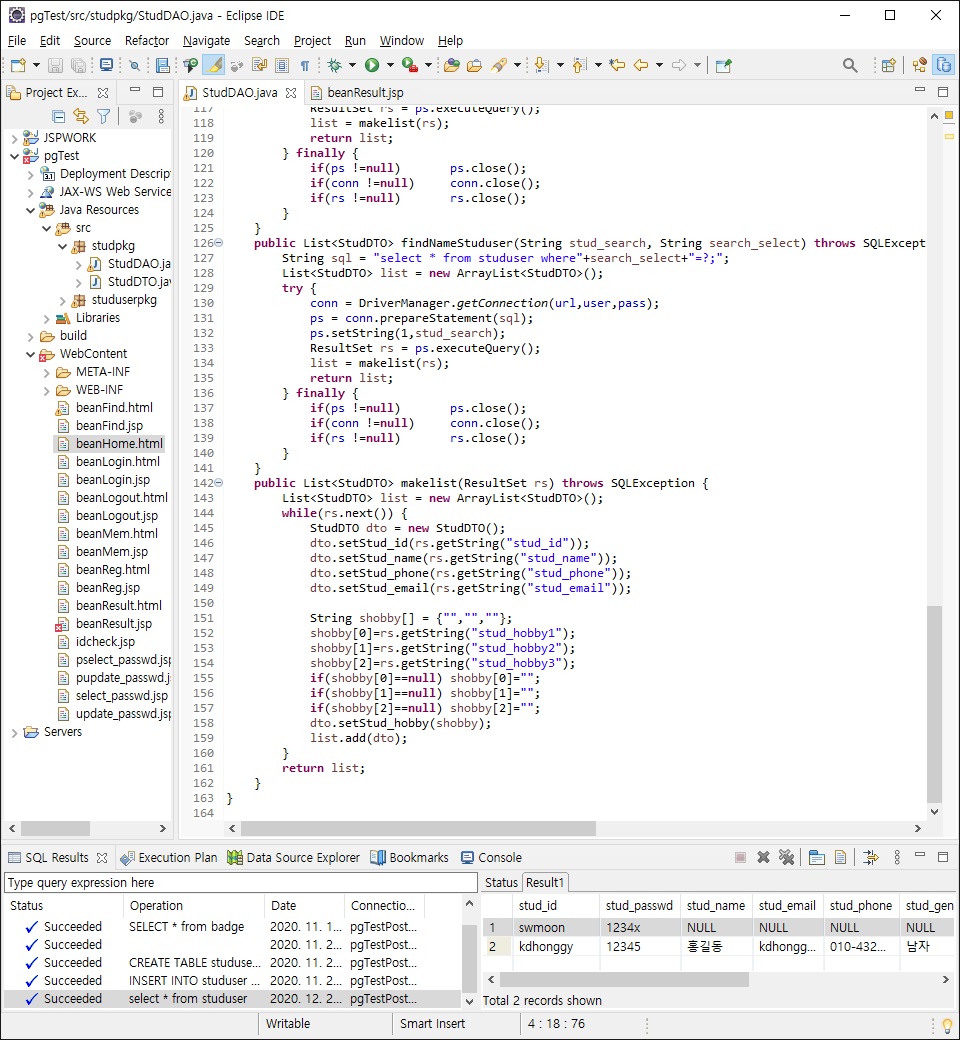 pgTest/src/studpkg/StudDAO.java - Eclipse IDE
File Edit Source Refactor Navigate Search Project Run Window Help
Project Ex...
StudDAO.java
beanResult.jsp
JSPWORK
pgTest
Deployment Descrip
JAX-WS Web Service
Java Resources
src
studpkg
StudDAO.ja
StudDTO.jav
studuserpkg
Libraries
build
WebContent
META-INF
WEB-INF
beanFind.html
beanFind.jsp
beanHome.html
beanLogin.html
beanLogin.jsp
beanLogout.html
beanLogout.jsp
beanMem.html
beanMem.jsp
beanReg.html
beanReg.jsp
beanResult.html
beanResult.jsp
idcheck.jsp
pselect_passwd.jsp
pupdate_passwd.j
select_passwd.jsp
update_passwd.jsp
Servers
117 ResultSet rs = ps.executeQuery();
118 list = makelist(rs);
119 return list;
120 } finally {
121 if(ps !=null) ps.close();
122 if(conn !=null) conn.close();
123 if(rs !=null) rs.close();
124 }
125 }
126 public List<StudDTO> findNameStuduser(String stud_search, String search_select) throws SQLExcept
127 String sql = "select * from studuser where"+search_select+"=?;";
128 List<StudDTO> list = new ArrayList<StudDTO>();
129 try {
130 conn = DriverManager.getConnection(url,user,pass);
131 ps = conn.prepareStatement(sql);
132 ps.setString(1,stud_search);
133 ResultSet rs = ps.executeQuery();
134 list = makelist(rs);
135 return list;
136 } finally {
137 if(ps !=null) ps.close();
138 if(conn !=null) conn.close();
139 if(rs !=null) rs.close();
140 }
141 }
142 public List<StudDTO> makelist(ResultSet rs) throws SQLException {
143 List<StudDTO> list = new ArrayList<StudDTO>();
144 while(rs.next()) {
145 StudDTO dto = new StudDTO();
146 dto.setStud_id(rs.getString("stud_id"));
147 dto.setStud_name(rs.getString("stud_name"));
148 dto.setStud_phone(rs.getString("stud_phone"));
149 dto.setStud_email(rs.getString("stud_email"));
150
151 String shobby[] = {"","",""};
152 shobby[0]=rs.getString("stud_hobby1");
153 shobby[1]=rs.getString("stud_hobby2");
154 shobby[2]=rs.getString("stud_hobby3");
155 if(shobby[0]==null) shobby[0]="";
156 if(shobby[1]==null) shobby[1]="";
157 if(shobby[2]==null) shobby[2]="";
158 dto.setStud_hobby(shobby);
159 list.add(dto);
160 }
161 return list;
162 }
163 }
164
SQL Results Execution Plan Data Source Explorer Bookmarks Console
Type query expression here
Status Operation Date Connectio...
Succeeded SELECT * from badge 2020. 11. 1... pgTestPost...
Succeeded 2020. 11. 2... pgTestPost...
Succeeded CREATE TABLE studuse... 2020. 11. 2... pgTestPost...
Succeeded INSERT INTO studuser ... 2020. 11. 2... pgTestPost...
Succeeded select * from studuser 2020. 12. 2... pgTestPost...
Status Result1
stud_id stud_passwd stud_name stud_email stud_phone stud_gen
1 swmoon 1234x NULL NULL NULL NULL
2 kdhonggy 12345 홍길동 kdhongg... 010-432... 남자
Total 2 records shown
Writable Smart Insert 4 : 18 : 76